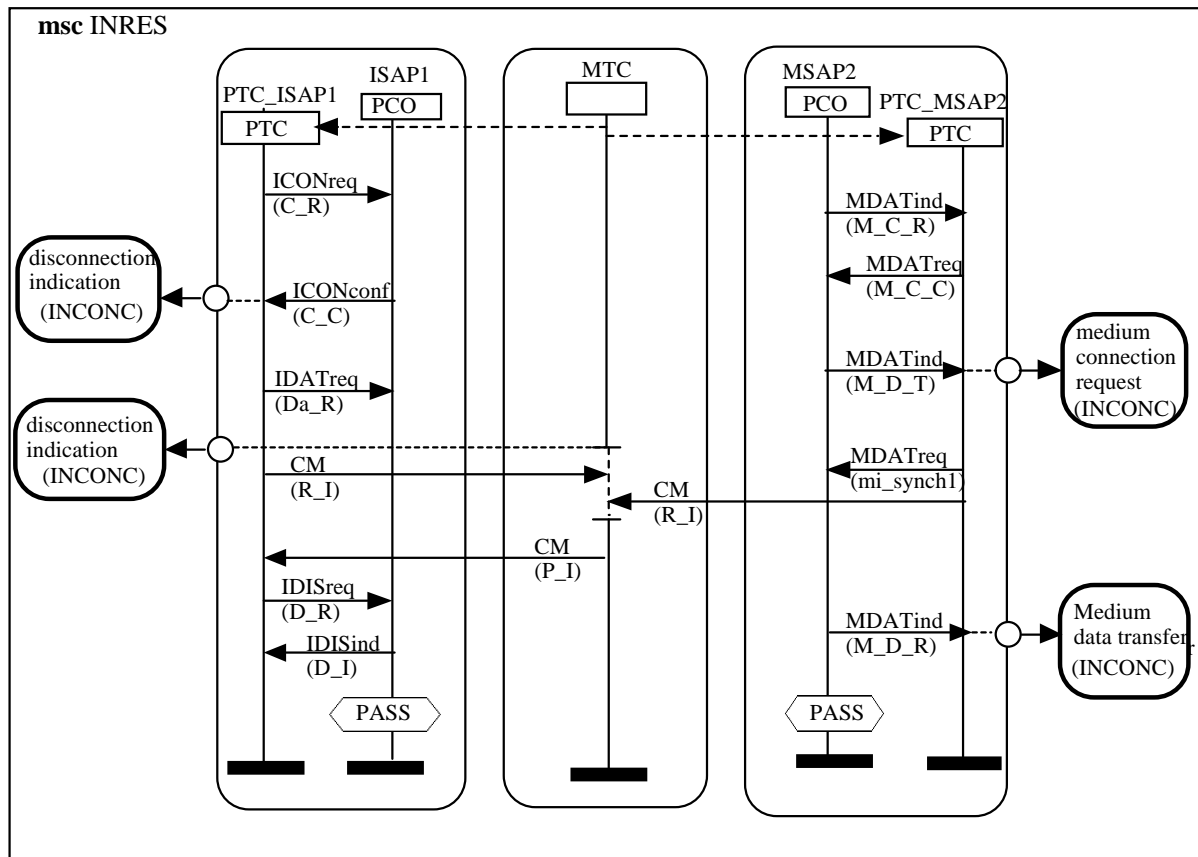 msc INRES
ISAP1
MTC
MSAP2
PTC_ISAP1
PTC_MSAP2
PCO
PCO
PTC
PTC
ICONreq
(C_R)
MDATind
(M_C_R)
disconnection
indication
(INCONC)
ICONconf
(C_C)
MDATreq
(M_C_C)
medium
connection
request
(INCONC)
MDATind
(M_D_T)
IDATreq
(Da_R)
disconnection
indication
(INCONC)
CM
(R_I)
MDATreq
(mi_synch1)
CM
(R_I)
CM
(P_I)
IDISreq
(D_R)
MDATind
(M_D_R)
Medium
data transfer
r
(INCONC)
IDISind
(D_I)
PASS
PASS